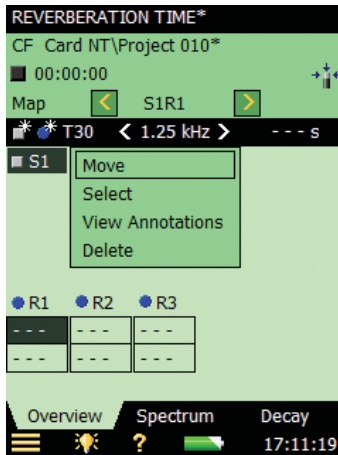 REVERBERATION TIME*
CF Card NT\Project 010*
00:00:00
Map < S1R1 >
T30 < 1.25 kHz > - - - s
S1
Move
Select
View Annotations
Delete
R1 R2 R3
- - - - - - - - -
- - - - - -
Overview Spectrum Decay
? 17:11:19